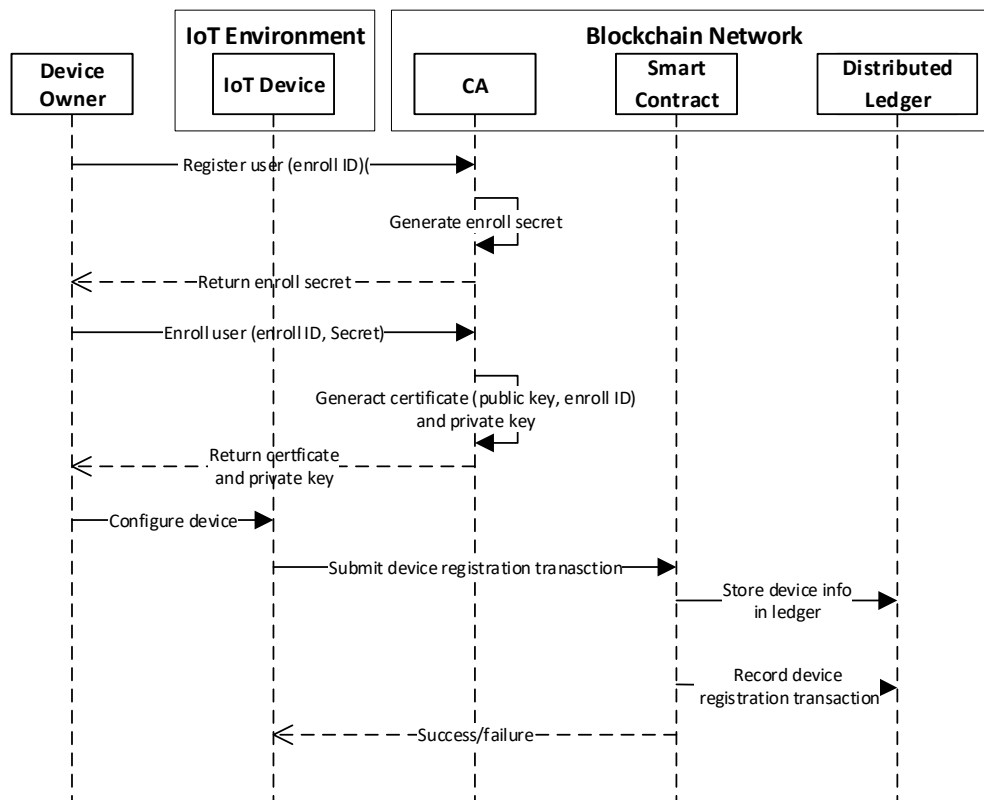 IoT Environment
Blockchain Network
Device
Owner
IoT Device
CA
Smart
Contract
Distributed
Ledger
Register user (enroll ID)(
Generate enroll secret
Return enroll secret
Enroll user (enroll ID, Secret)
Generact certificate (public key, enroll ID)
and private key
Return certficate
and private key
Configure device
Submit device registration tranasction
Store device info
in ledger
Record device
registration transaction
Success/failure